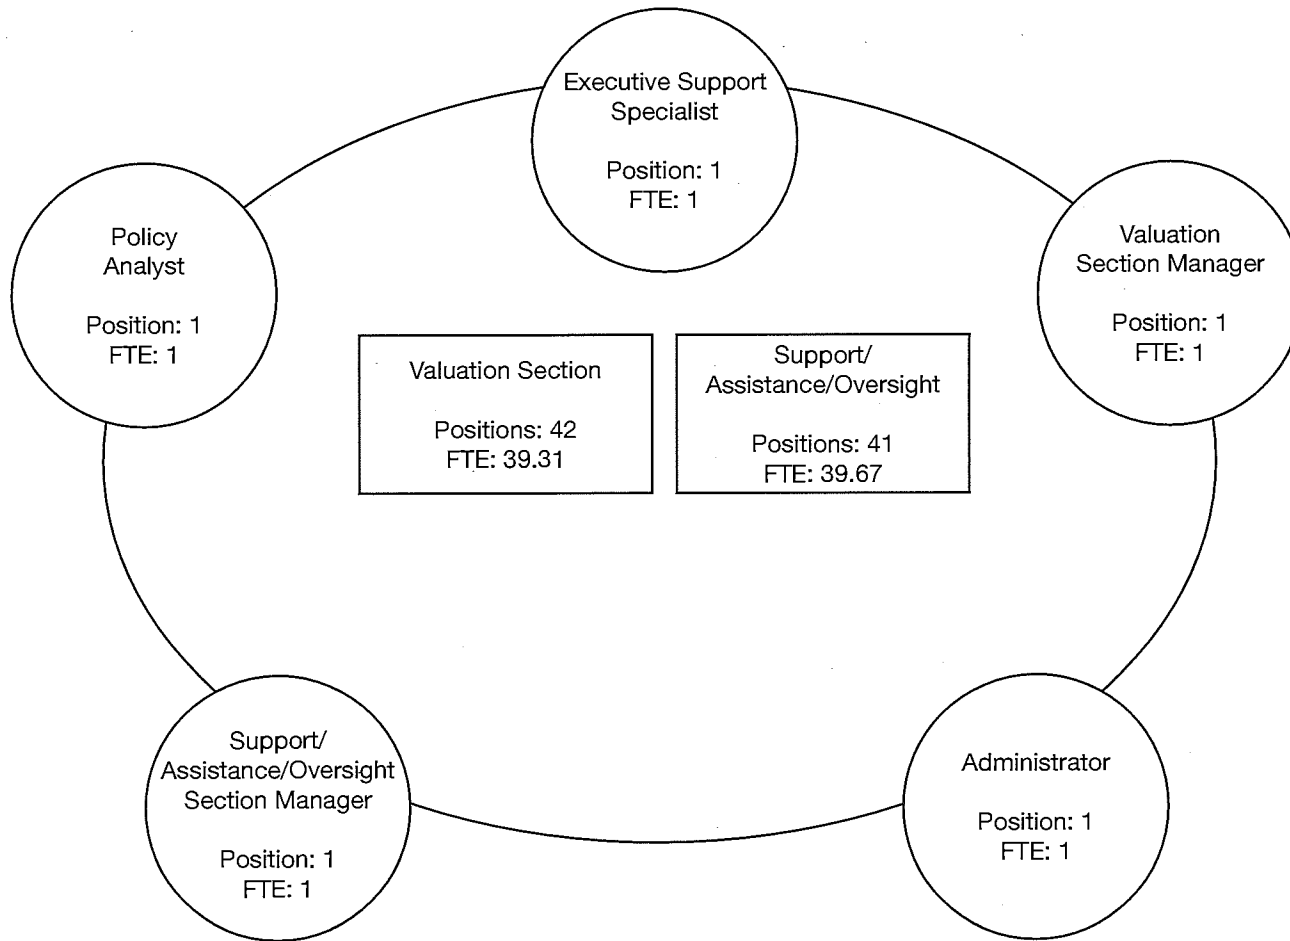 Executive Support
Specialist
Position: 1
FTE: 1
Policy
Analyst
Position: 1
FTE: 1
Valuation
Section Manager
Position: 1
FTE: 1
Valuation Section
Positions: 42
FTE: 39.31
Support/
Assistance/Oversight
Positions: 41
FTE: 39.67
Support/
Assistance/Oversight
Section Manager
Position: 1
FTE: 1
Administrator
Position: 1
FTE: 1